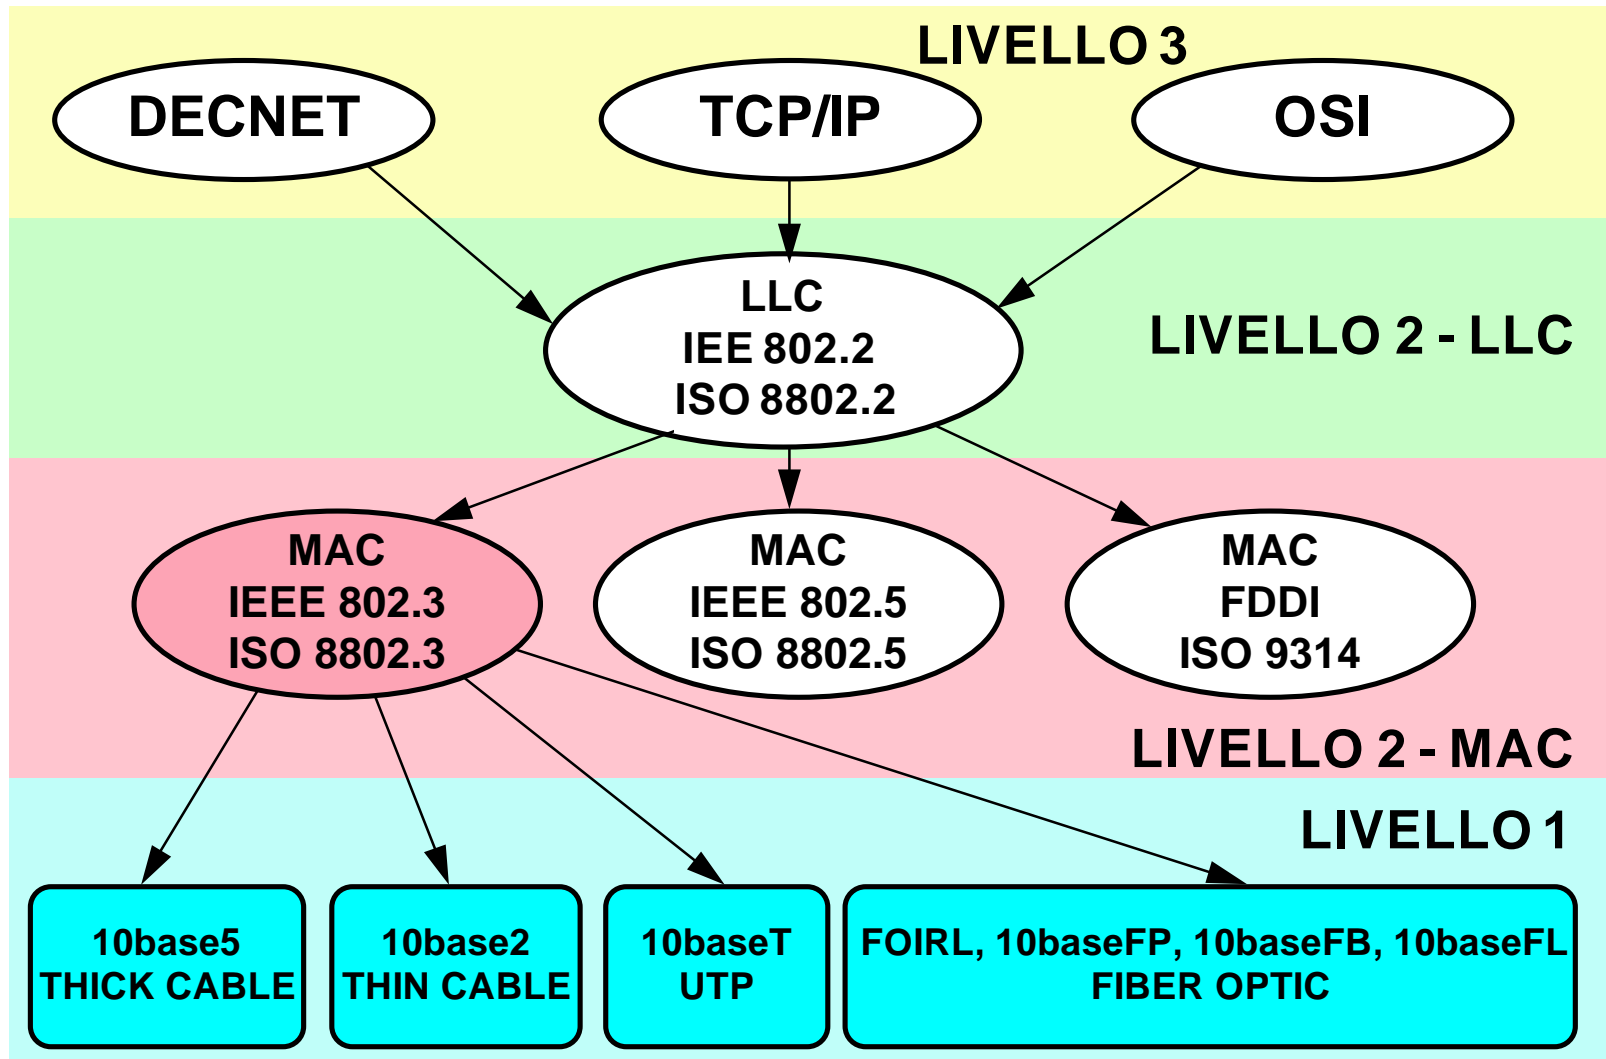 LIVELLO 3
DECNET
TCP/IP
OSI
LLC
IEE 802.2
ISO 8802.2
LIVELLO 2 - LLC
MAC
IEEE 802.3
ISO 8802.3
MAC
IEEE 802.5
ISO 8802.5
MAC
FDDI
ISO 9314
LIVELLO 2 - MAC
LIVELLO 1
10base5
THICK CABLE
10base2
THIN CABLE
10baseT
UTP
FOIRL, 10baseFP, 10baseFB, 10baseFL
FIBER OPTIC